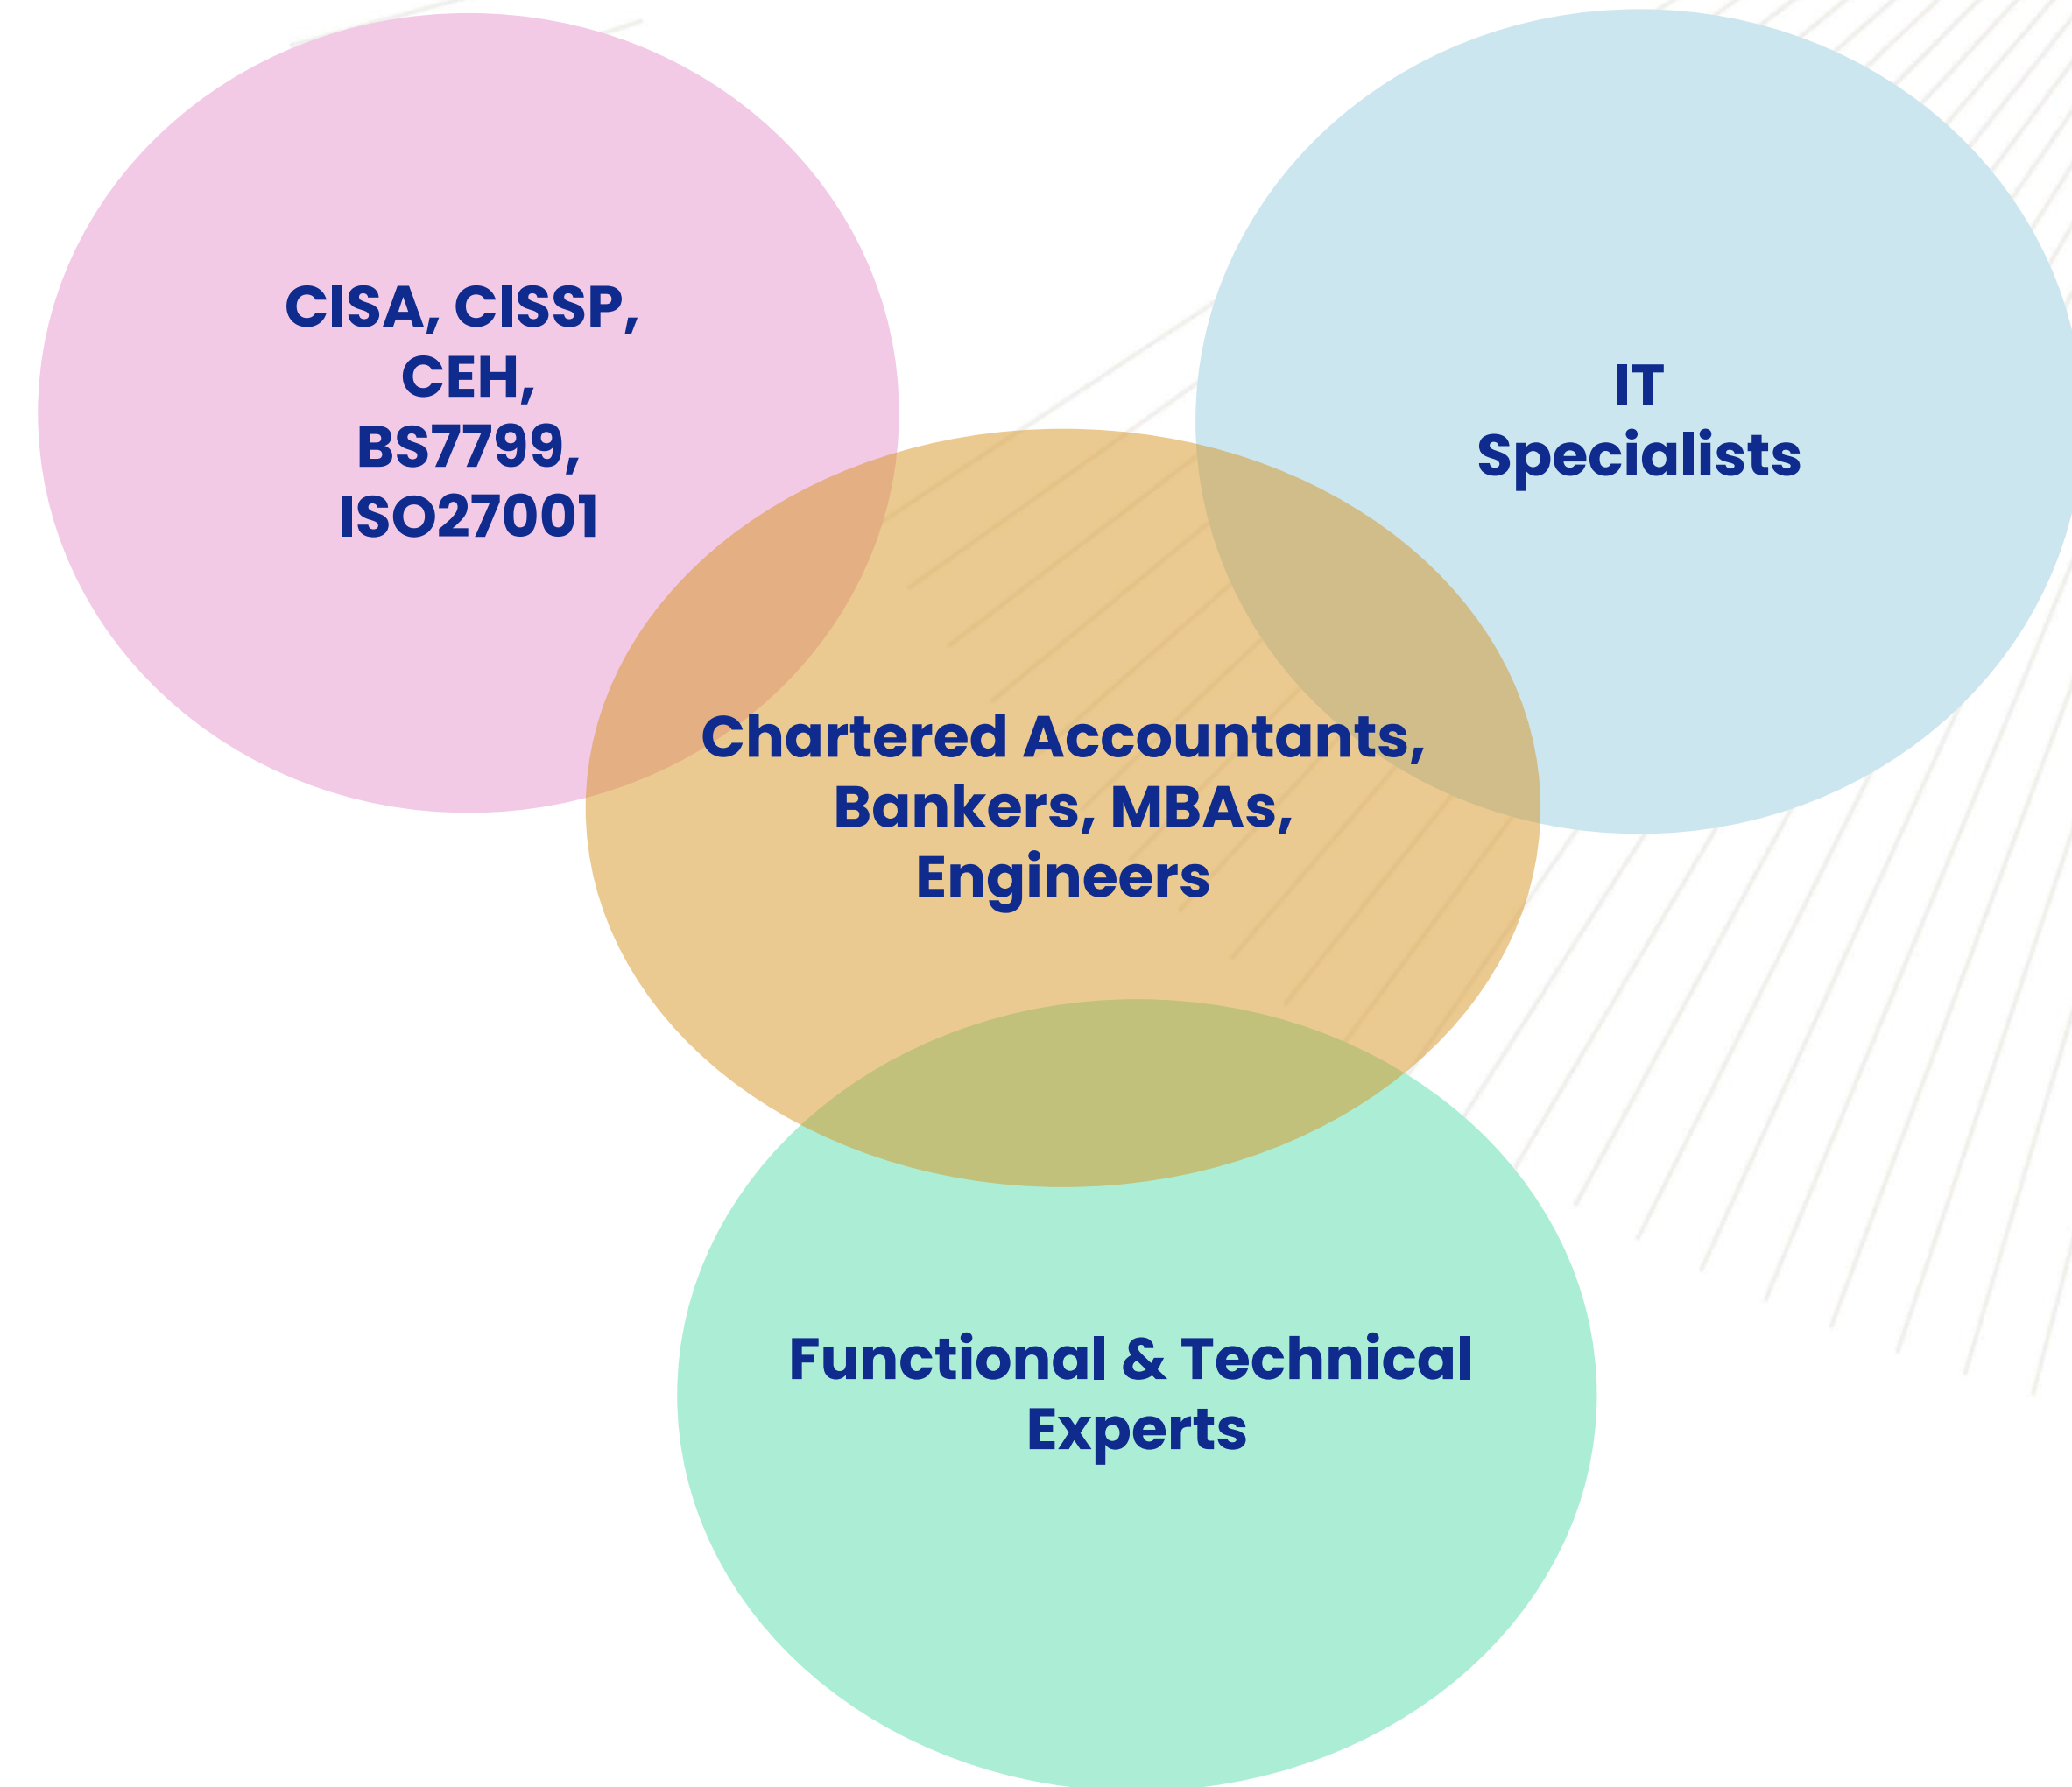 CISA, CISSP,
CEH,
BS7799,
ISO27001
IT
Specialists
Chartered Accountants,
Bankers, MBAs,
Engineers
Functional & Technical
Experts